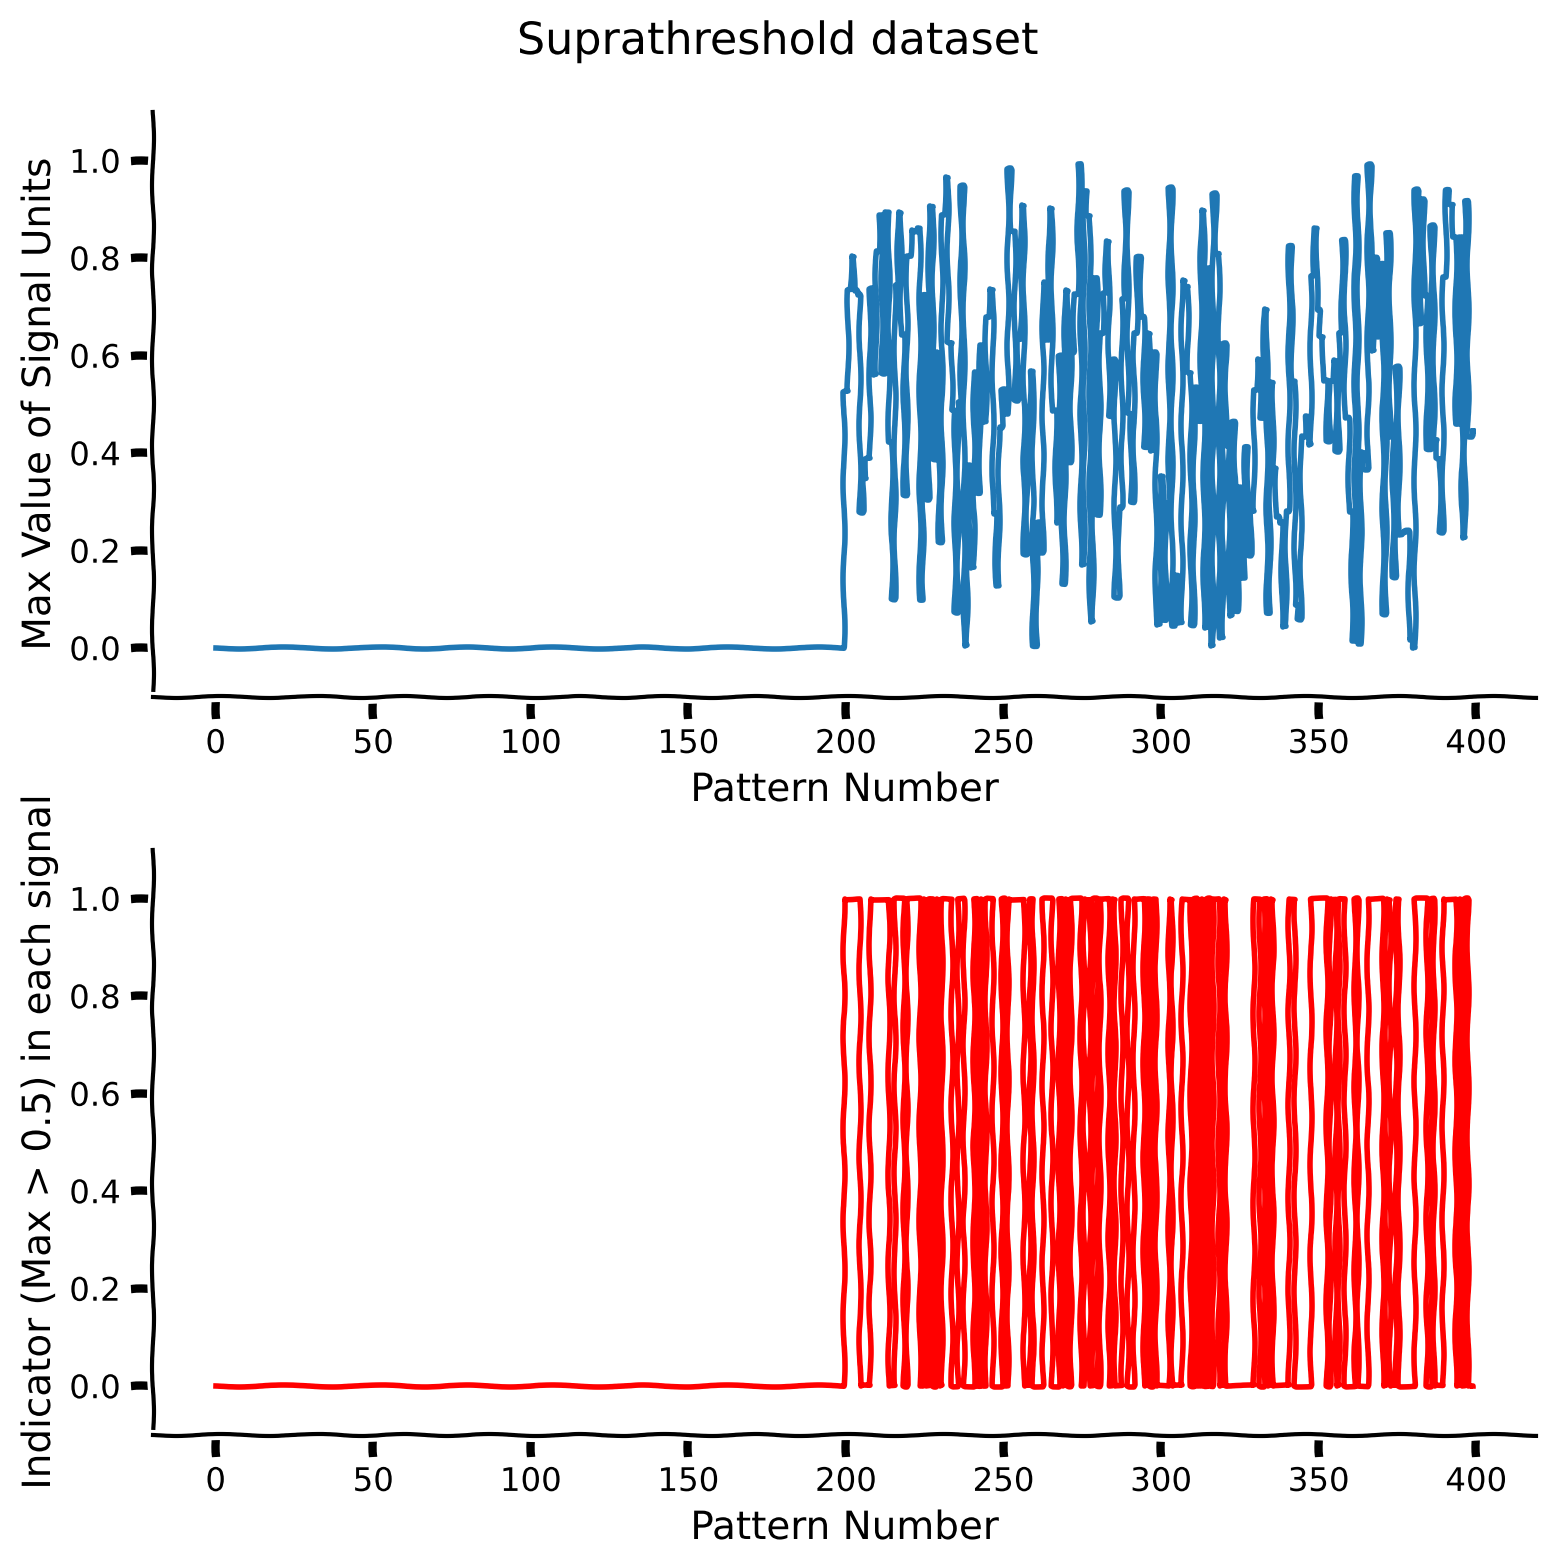 Suprathreshold dataset
Max Value of Signal Units
1.0
0.8
0.6
0.4
0.2
0.0
0 50 100 150 200 250 300 350 400
Pattern Number
Indicator (Max > 0.5) in each signal
1.0
0.8
0.6
0.4
0.2
0.0
0 50 100 150 200 250 300 350 400
Pattern Number